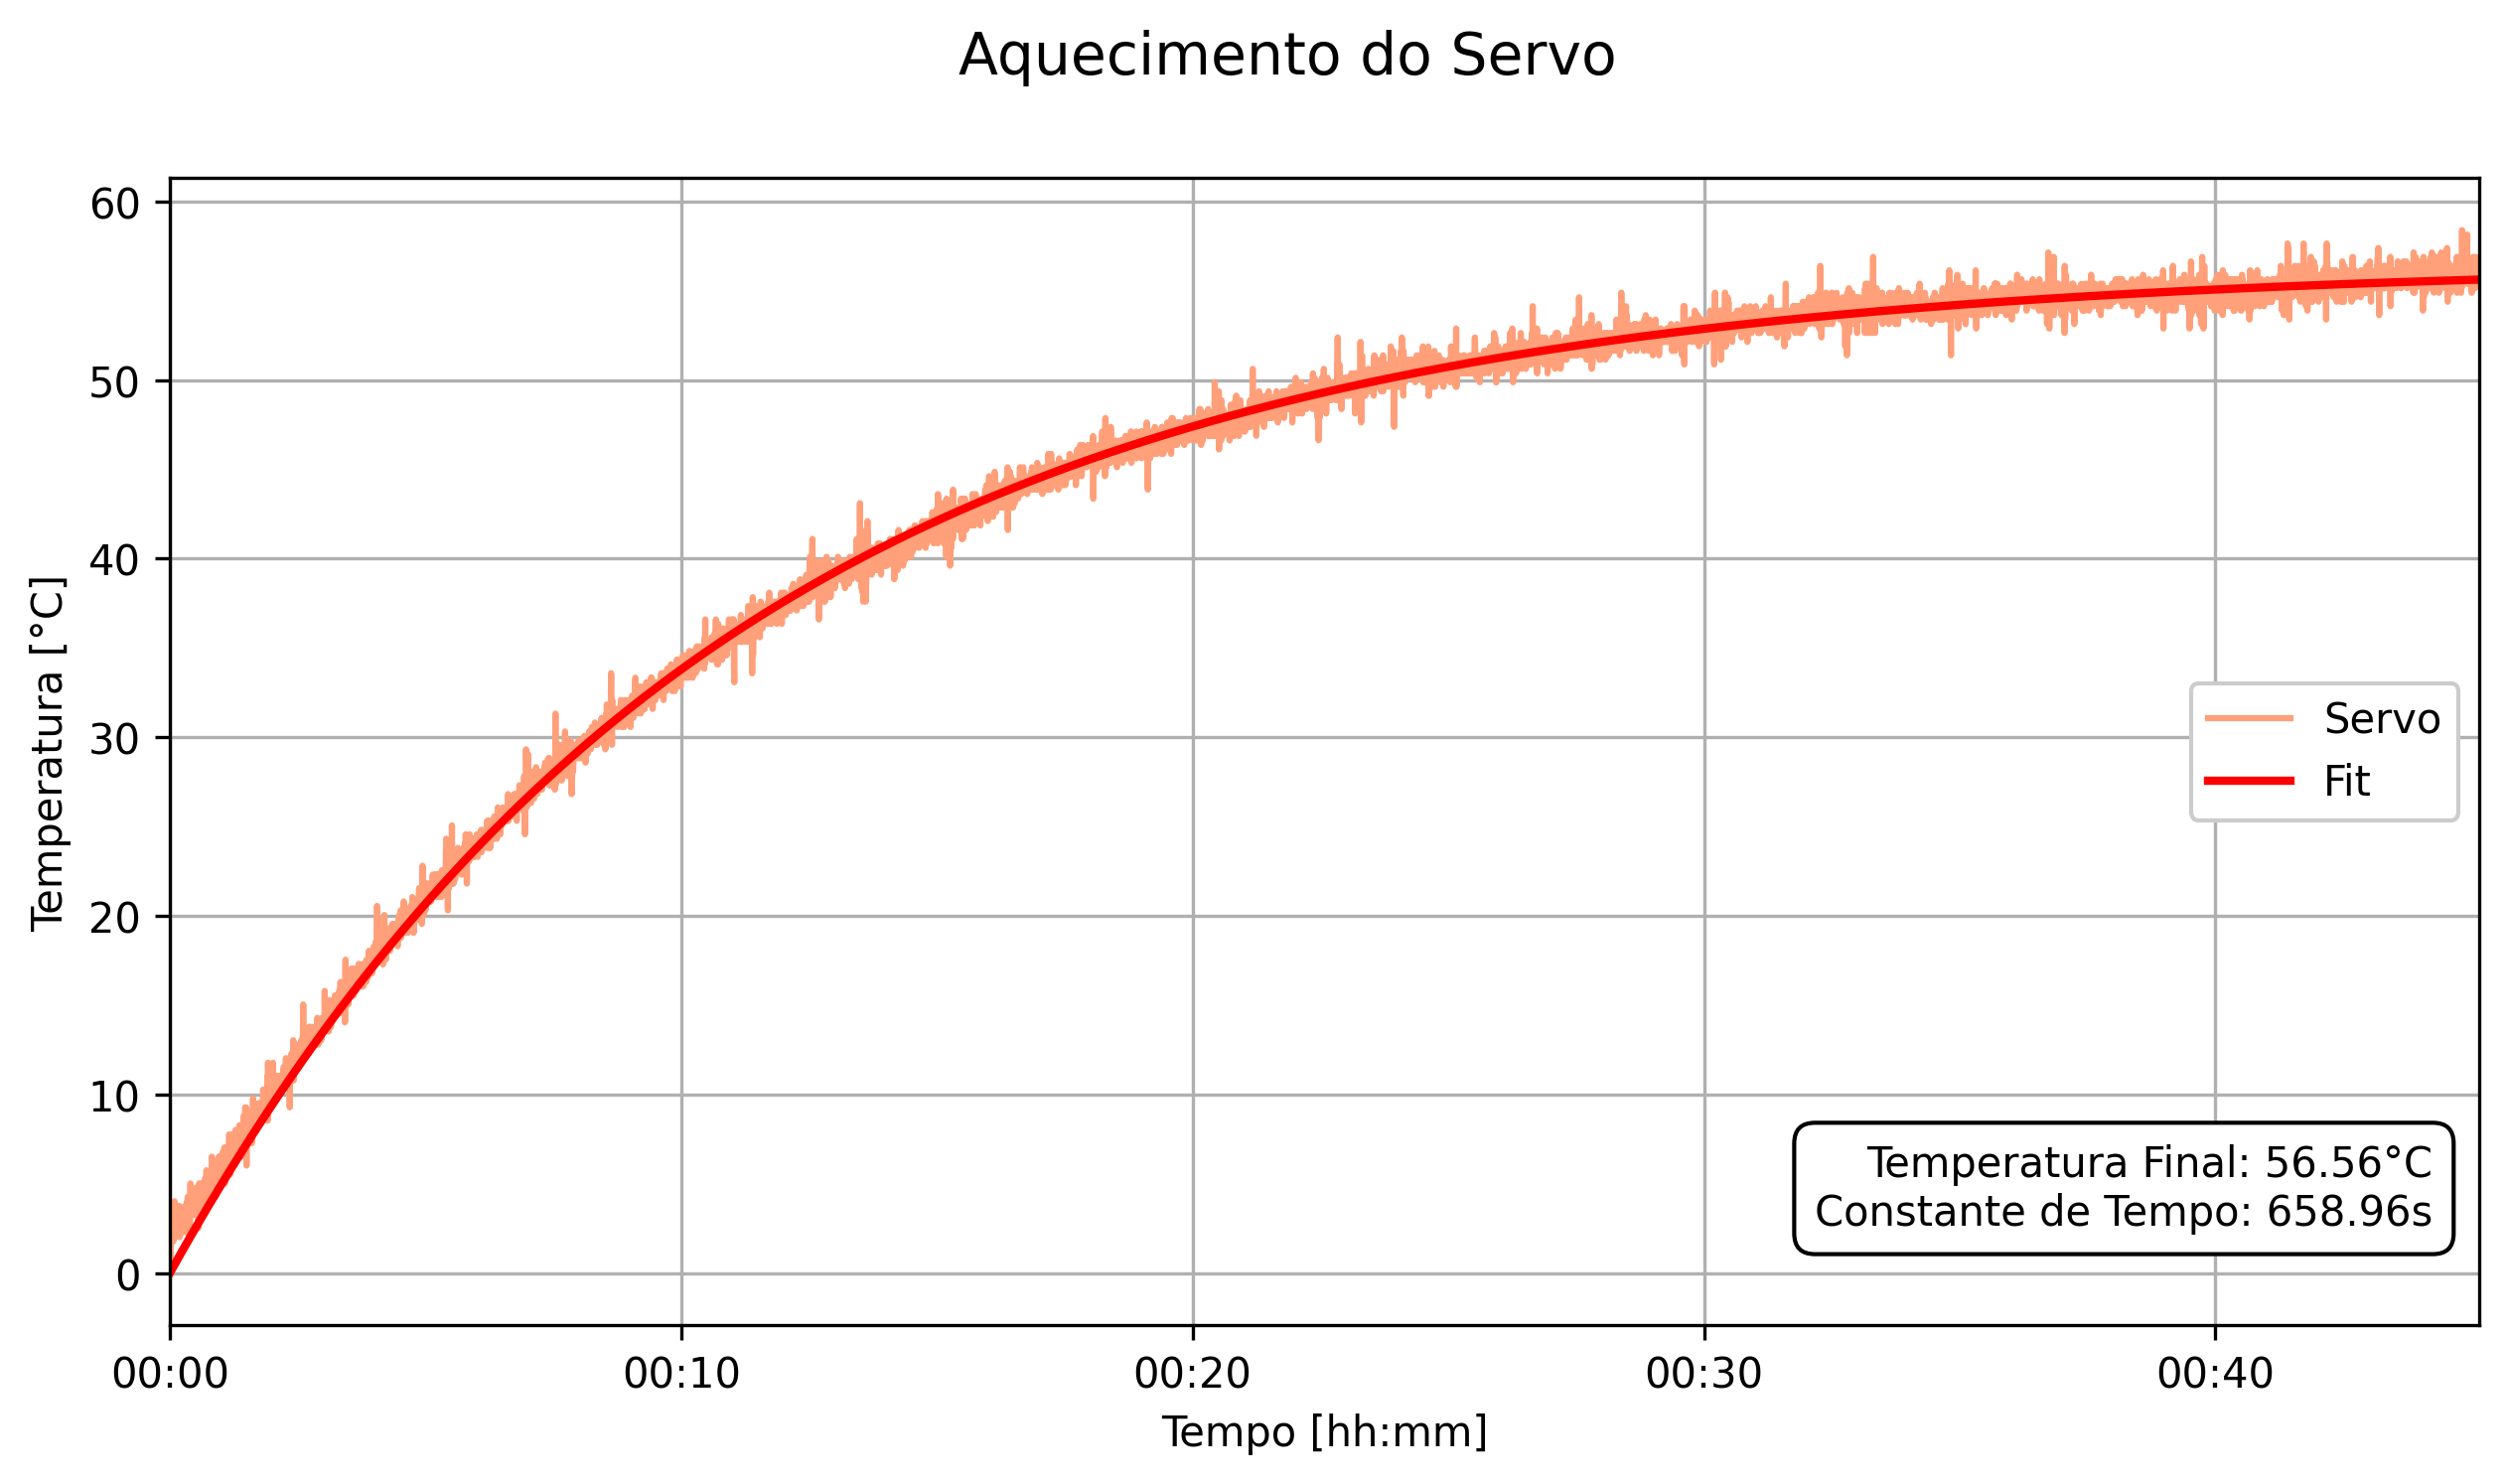 Aquecimento do Servo
60
50
40
30
20
10
0
Temperatura [°C]
Servo
Fit
Temperatura Final: 56.56°C
Constante de Tempo: 658.96s
00:00 00:10 00:20 00:30 00:40
Tempo [hh:mm]